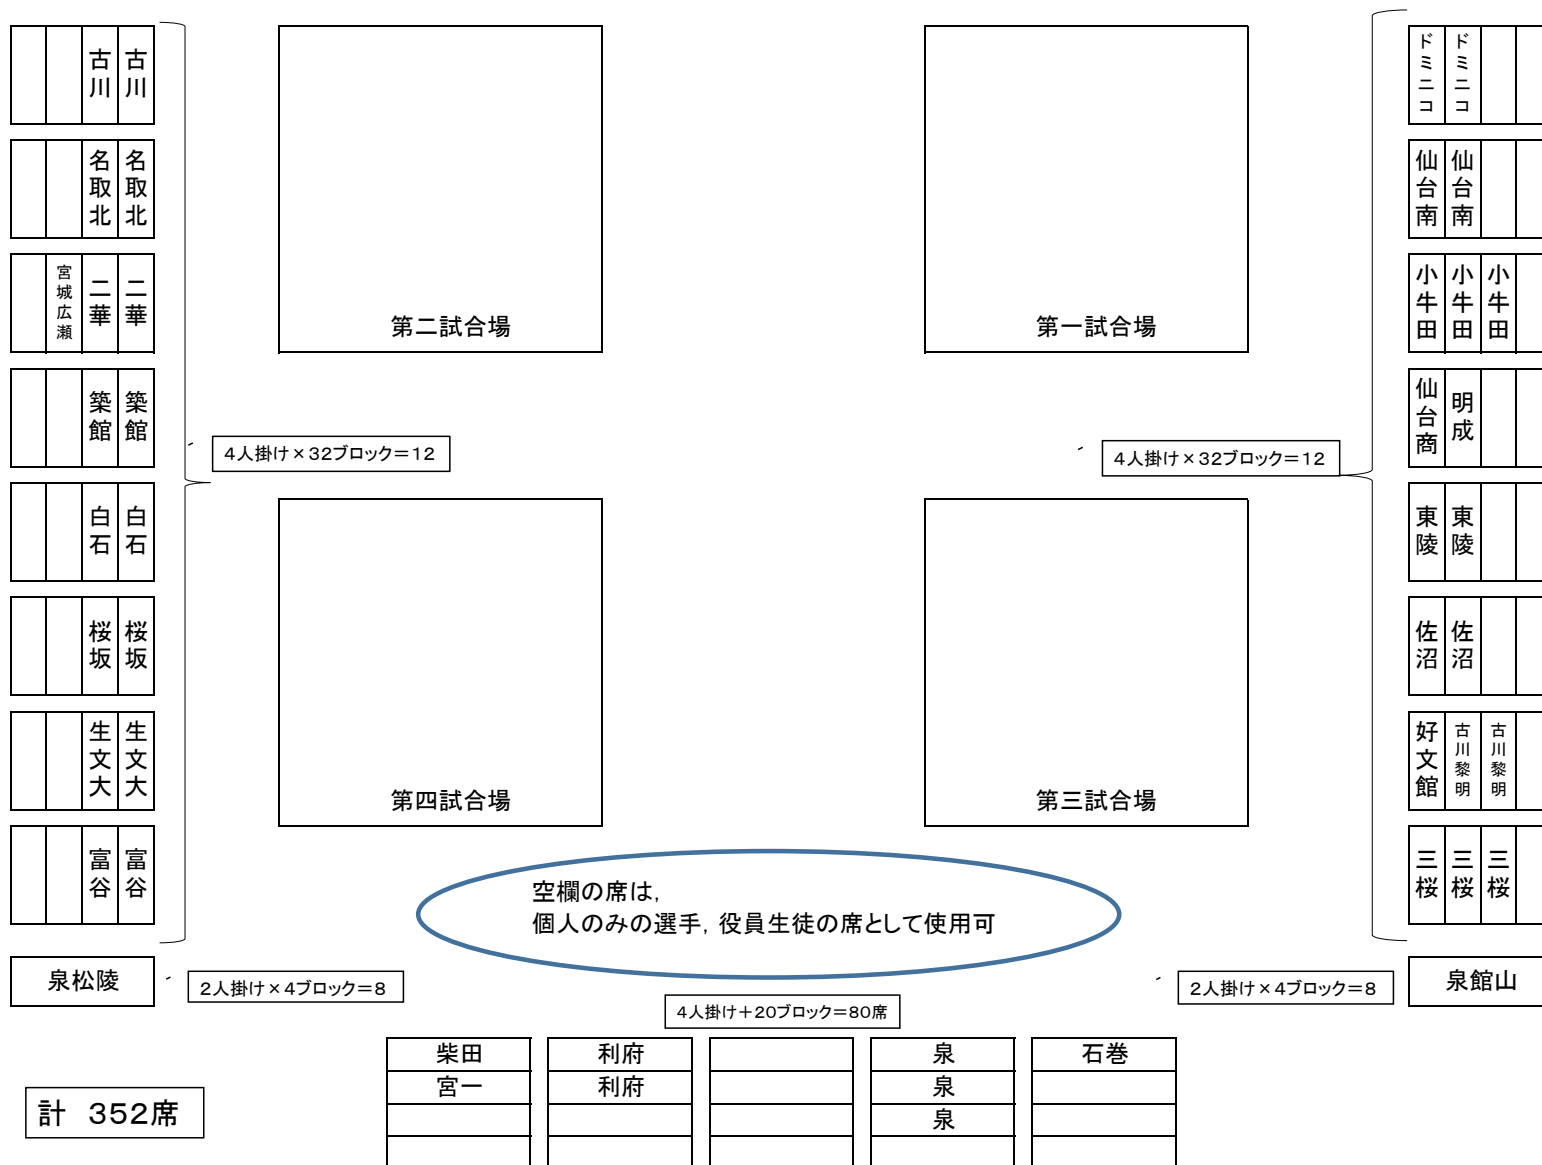 古川 古川
名取北 名取北
宮城広瀬 二華 二華
築館 築館
白石 白石
桜坂 桜坂
生文大 生文大
富谷 富谷
泉松陵
4人掛け×32ブロック=12
2人掛け×4ブロック=8
第二試合場
第一試合場
第四試合場
第三試合場
4人掛け×32ブロック=12
ドミニコ ドミニコ
仙台南 仙台南
小牛田 小牛田 小牛田
仙台商 明成
東陵 東陵
佐沼 佐沼
好文館 古川黎明 古川黎明
三桜 三桜 三桜
泉館山
2人掛け×4ブロック=8
空欄の席は,
個人のみの選手, 役員生徒の席として使用可
4人掛け+20ブロック=80席
柴田 利府 泉 石巻
宮一 利府 泉
泉
計 352席